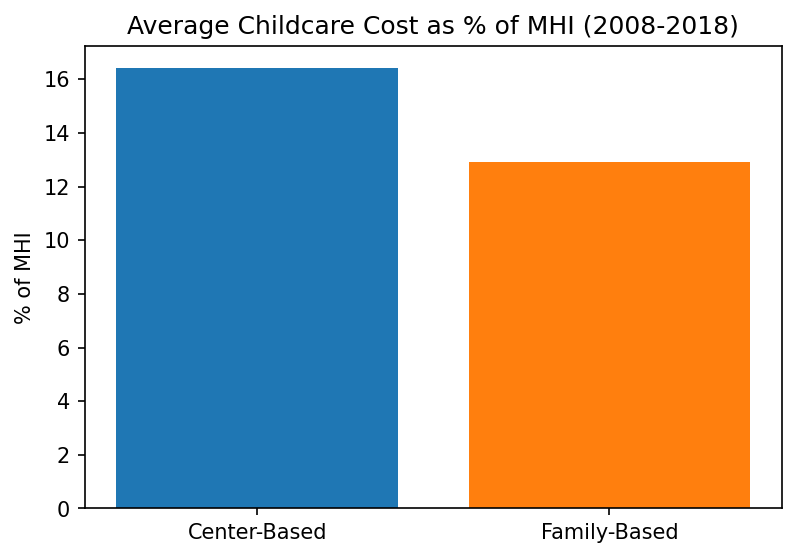 Average Childcare Cost as % of MHI (2008-2018)
% of MHI
16
14
12
10
8
6
4
2
0
Center-Based
Family-Based